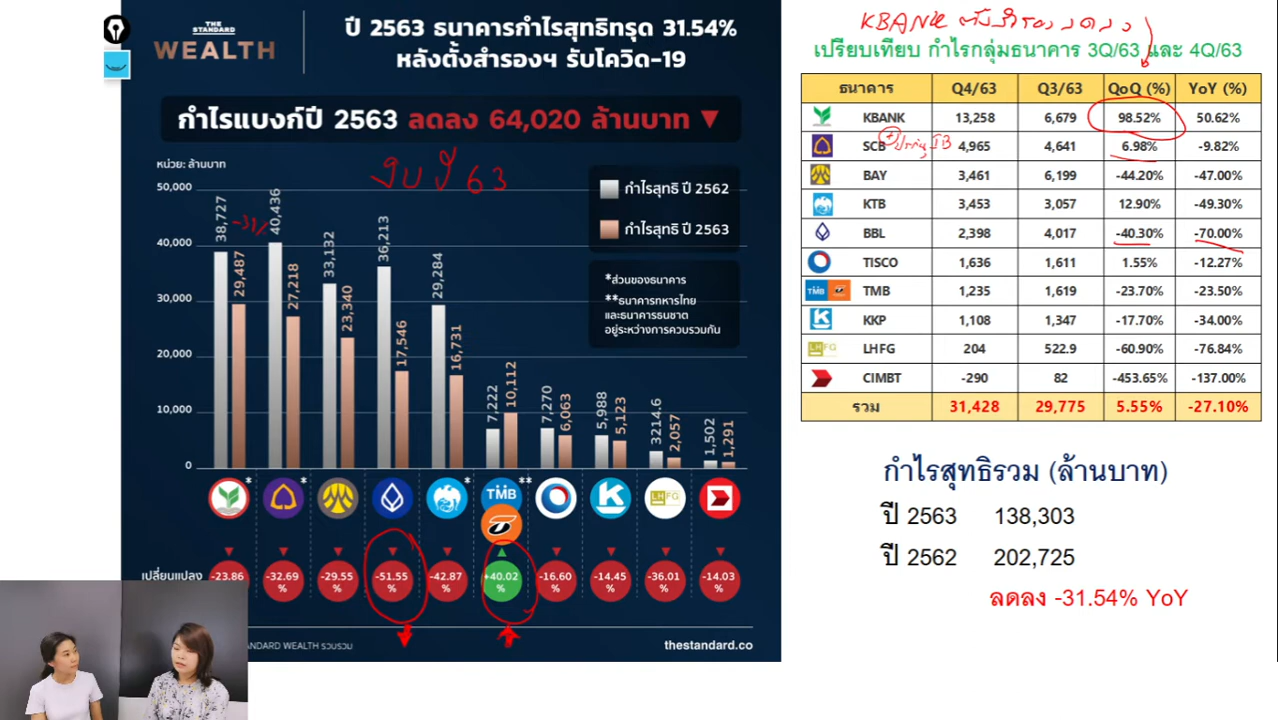 THE
STANDARD
WEALTH
ปี 2563 ธนาคารกำไรสุทธิทรุด 31.54%
หลังตั้งสำรองฯ รับโควิด-19
กำไรแบงก์ปี 2563 ลดลง 64,020 ล้านบาท
หน่วย: ล้านบาท
งบปี 63
50,000
40,000
30,000
20,000
10,000
0
กำไรสุทธิ ปี 2562
กำไรสุทธิ ปี 2563
*ส่วนของธนาคาร
**ธนาคารทหารไทย
และธนาคารธนชาต
อยู่ระหว่างการควบรวมกัน
38,727 29,487
-31%
40,436 27,218
33,132 23,340
36,213 17,546
29,284 16,731
7,222 10,112
7,270 6,063
5,988 5,123
3214.6 2,057
1,502 1,291
* * * **
TMB
LHFG
เปลี่ยนแปลง
-23.86 % -32.69 % -29.55 % -51.55 % -42.87 % +40.02 % -16.60 % -14.45 % -36.01 % -14.03 %
ANDARD WEALTH รวบรวม
thestandard.co
KBANK ตั้งสำรองลดลง
เปรียบเทียบ กำไรกลุ่มธนาคาร 3Q/63 และ 4Q/63
ธนาคาร Q4/63 Q3/63 QoQ (%) YoY (%)
KBANK 13,258 6,679 98.52% 50.62%
SCB 4,965 4,641 6.98% -9.82%
BAY 3,461 6,199 -44.20% -47.00%
KTB 3,453 3,057 12.90% -49.30%
BBL 2,398 4,017 -40.30% -70.00%
TISCO 1,636 1,611 1.55% -12.27%
TMB TMB 1,235 1,619 -23.70% -23.50%
KKP 1,108 1,347 -17.70% -34.00%
LHFG LHFG 204 522.9 -60.90% -76.84%
CIMBT -290 82 -453.65% -137.00%
รวม 31,428 29,775 5.55% -27.10%
กำไรสุทธิรวม (ล้านบาท)
ปี 2563 138,303
ปี 2562 202,725
ลดลง -31.54% YoY